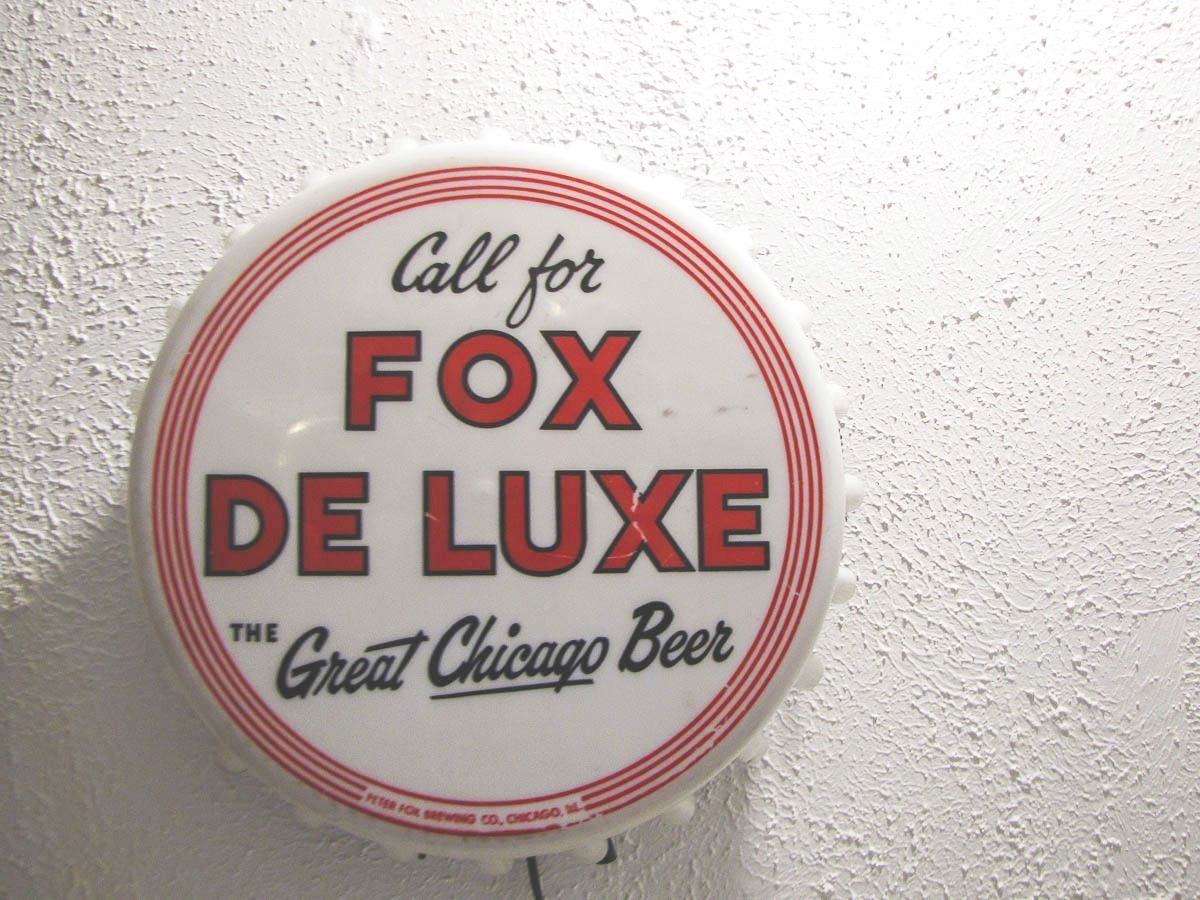 Call for
FOX
DE LUXE
THE Great Chicago Beer
PETER FOX BREWING CO., CHICAGO, ILL.